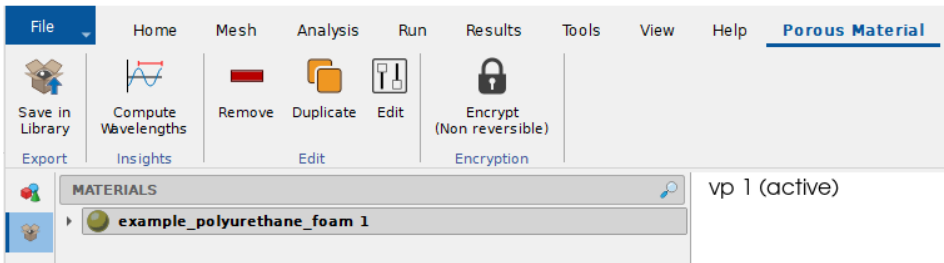 File Home Mesh Analysis Run Results Tools View Help Porous Material
Save in Library
Compute Wavelengths
Remove
Duplicate
Edit
Encrypt (Non reversible)
Export
Insights
Edit
Encryption
MATERIALS
vp 1 (active)
example_polyurethane_foam 1